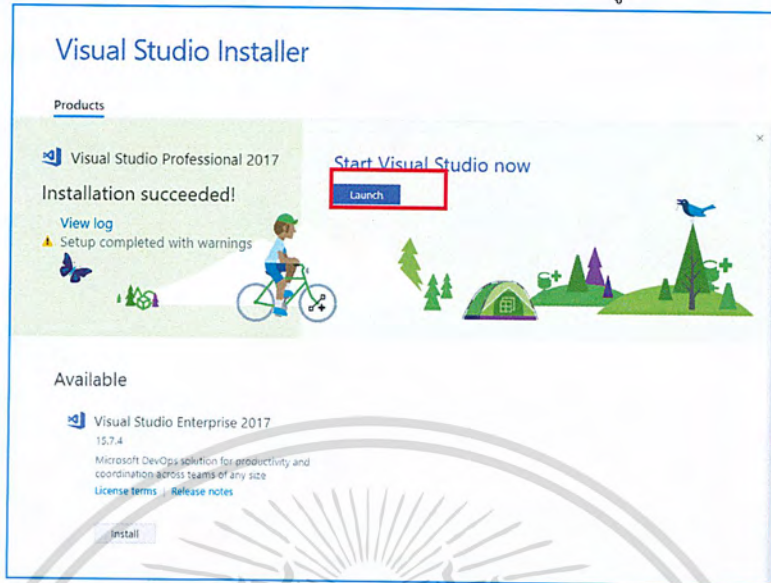 Visual Studio Installer
Products
Visual Studio Professional 2017
Installation succeeded!
View log
Setup completed with warnings
Start Visual Studio now
Launch
Available
Visual Studio Enterprise 2017
15.7.4
Microsoft DevOps solution for productivity and
coordination across teams of any size
License terms | Release notes
Install